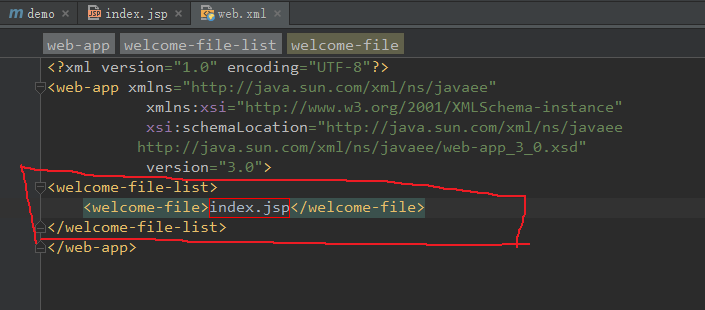 m demo × index.jsp × web.xml ×
web-app welcome-file-list welcome-file
<?xml version="1.0" encoding="UTF-8"?>
<web-app xmlns="http://java.sun.com/xml/ns/javaee"
xmlns:xsi="http://www.w3.org/2001/XMLSchema-instance"
xsi:schemaLocation="http://java.sun.com/xml/ns/javaee
http://java.sun.com/xml/ns/javaee/web-app_3_0.xsd"
version="3.0">
<welcome-file-list>
<welcome-file>index.jsp</welcome-file>
</welcome-file-list>
</web-app>